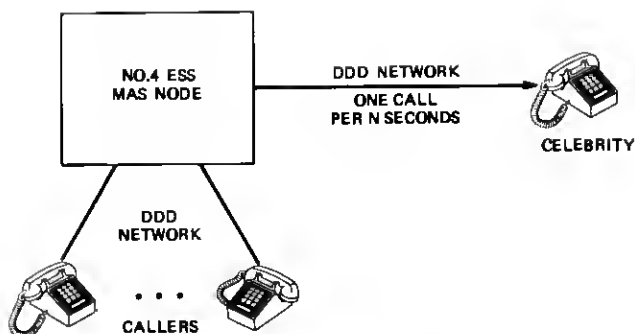 NO.4 ESS
MAS NODE
DDD NETWORK
ONE CALL
PER N SECONDS
CELEBRITY
DDD
NETWORK
. . .
CALLERS